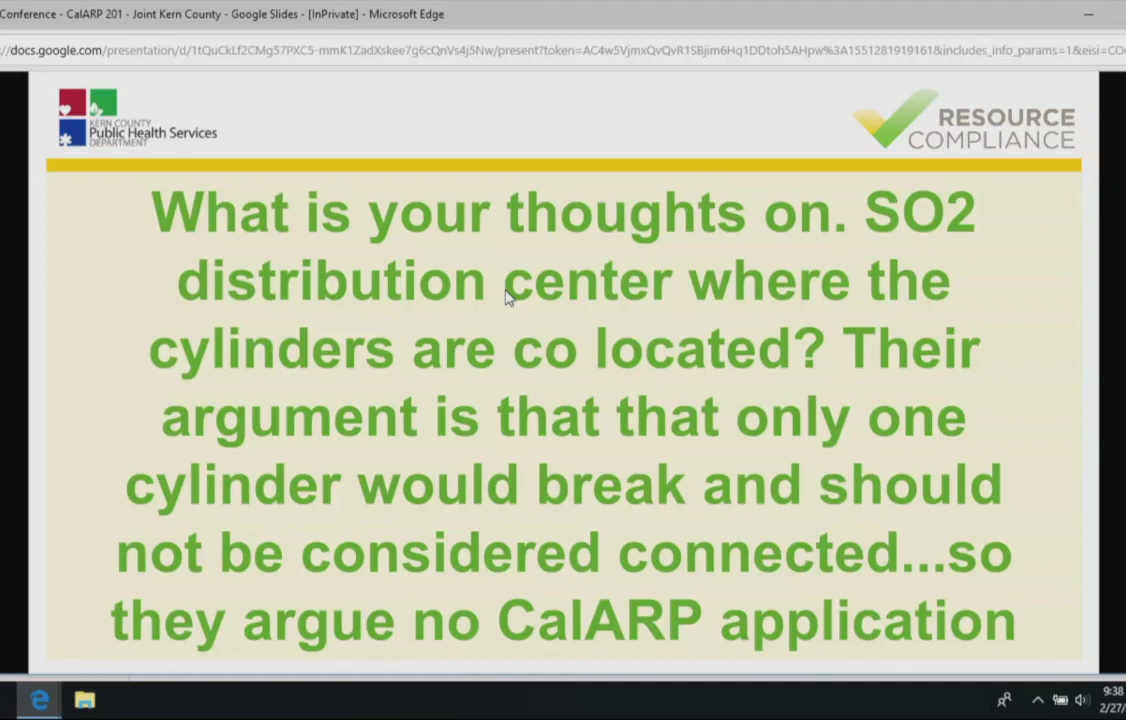 Conference - CalARP 201 - Joint Kern County - Google Slides - [InPrivate] - Microsoft Edge
KERN COUNTY
Public Health Services
DEPARTMENT
RESOURCE
COMPLIANCE
What is your thoughts on. SO2
distribution center where the
cylinders are co located? Their
argument is that that only one
cylinder would break and should
not be considered connected...so
they argue no CalARP application
9:38
2/27/